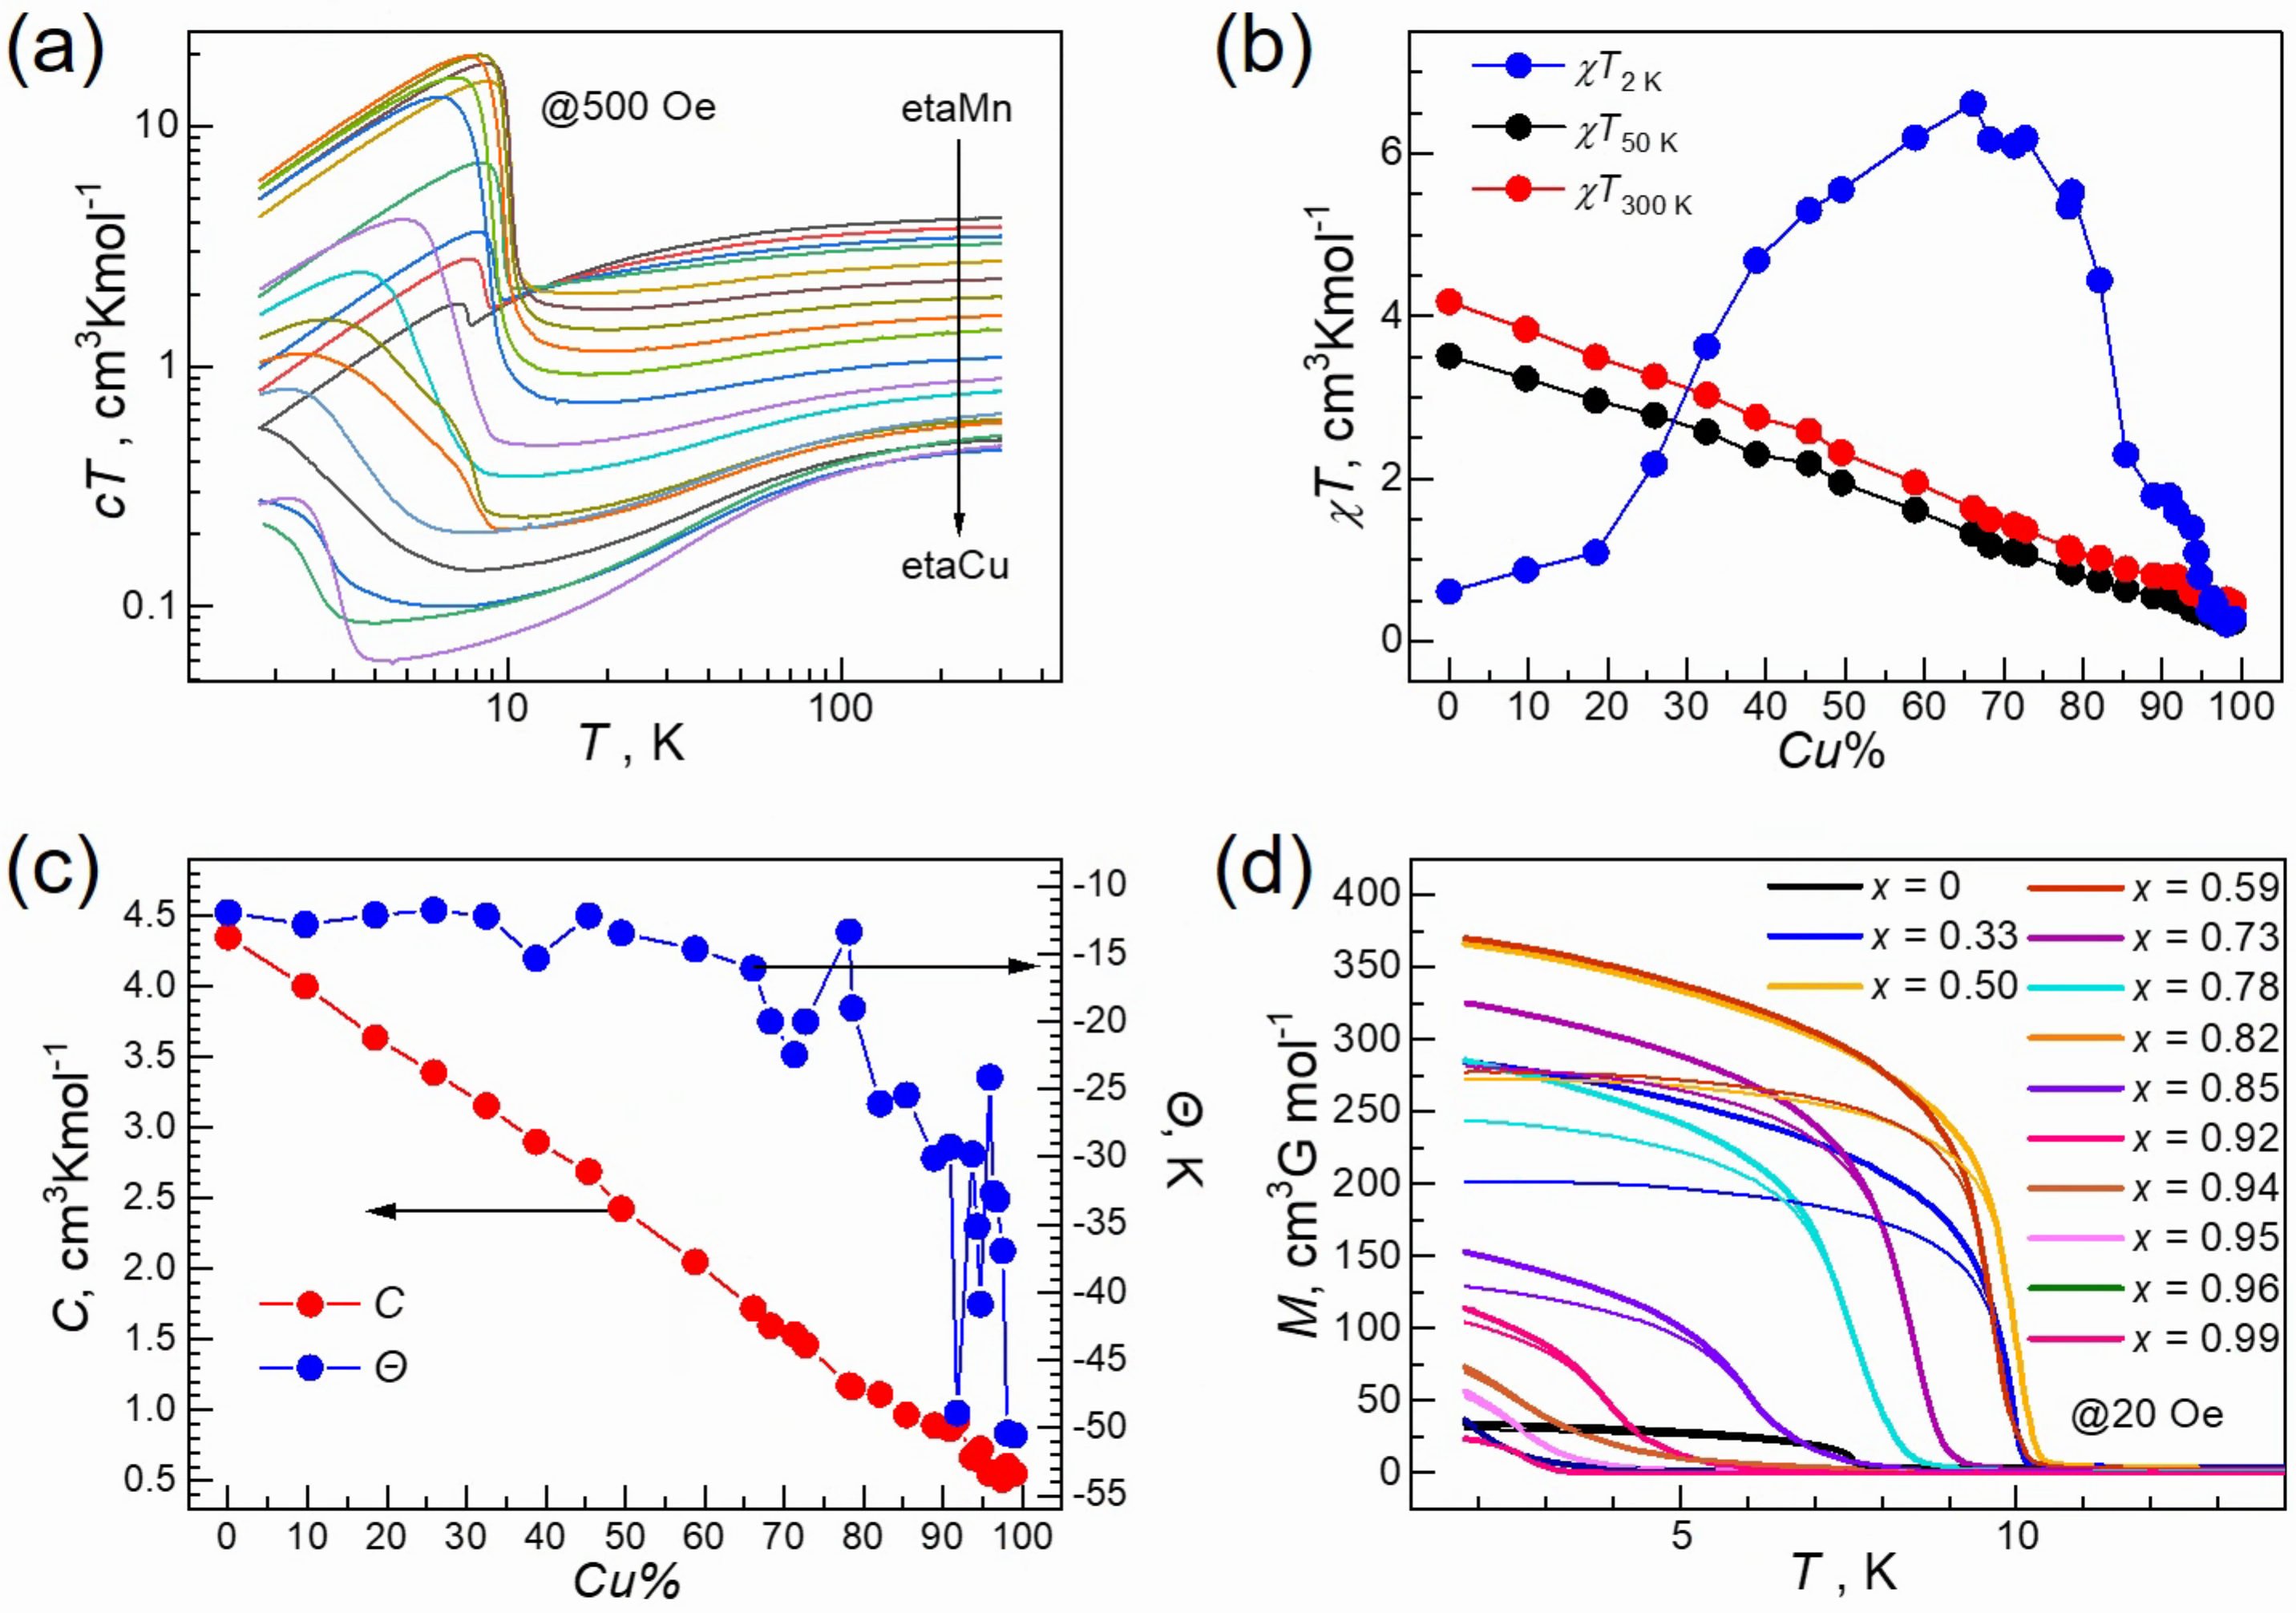 (a)
@500 Oe
etaMn
etaCu
10
1
0.1
cT, cm³Kmol⁻¹
10
100
T, K
(b)
χT₂ K
χT₅₀ K
χT₃₀₀ K
6
4
2
0
χT, cm³Kmol⁻¹
0 10 20 30 40 50 60 70 80 90 100
Cu%
(c)
4.5
4.0
3.5
3.0
2.5
2.0
1.5
1.0
0.5
C, cm³Kmol⁻¹
C
Θ
-10
-15
-20
-25
-30
-35
-40
-45
-50
-55
Θ, K
0 10 20 30 40 50 60 70 80 90 100
Cu%
(d)
400
350
300
250
200
150
100
50
0
M, cm³G mol⁻¹
x = 0
x = 0.33
x = 0.50
x = 0.59
x = 0.73
x = 0.78
x = 0.82
x = 0.85
x = 0.92
x = 0.94
x = 0.95
x = 0.96
x = 0.99
@20 Oe
5
10
T, K